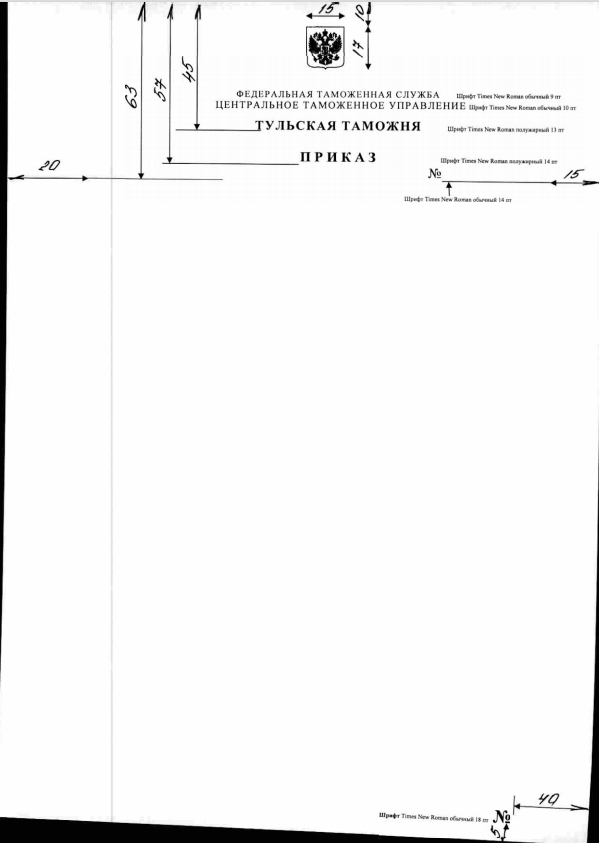 15
10
17
45
57
63
ФЕДЕРАЛЬНАЯ ТАМОЖЕННАЯ СЛУЖБА Шрифт Times New Roman обычный 9 пт
ЦЕНТРАЛЬНОЕ ТАМОЖЕННОЕ УПРАВЛЕНИЕ Шрифт Times New Roman обычный 10 пт
ТУЛЬСКАЯ ТАМОЖНЯ Шрифт Times New Roman полужирный 13 пт
ПРИКАЗ Шрифт Times New Roman полужирный 14 пт
20
№ 15
Шрифт Times New Roman обычный 14 пт
40
Шрифт Times New Roman обычный 18 пт №
5